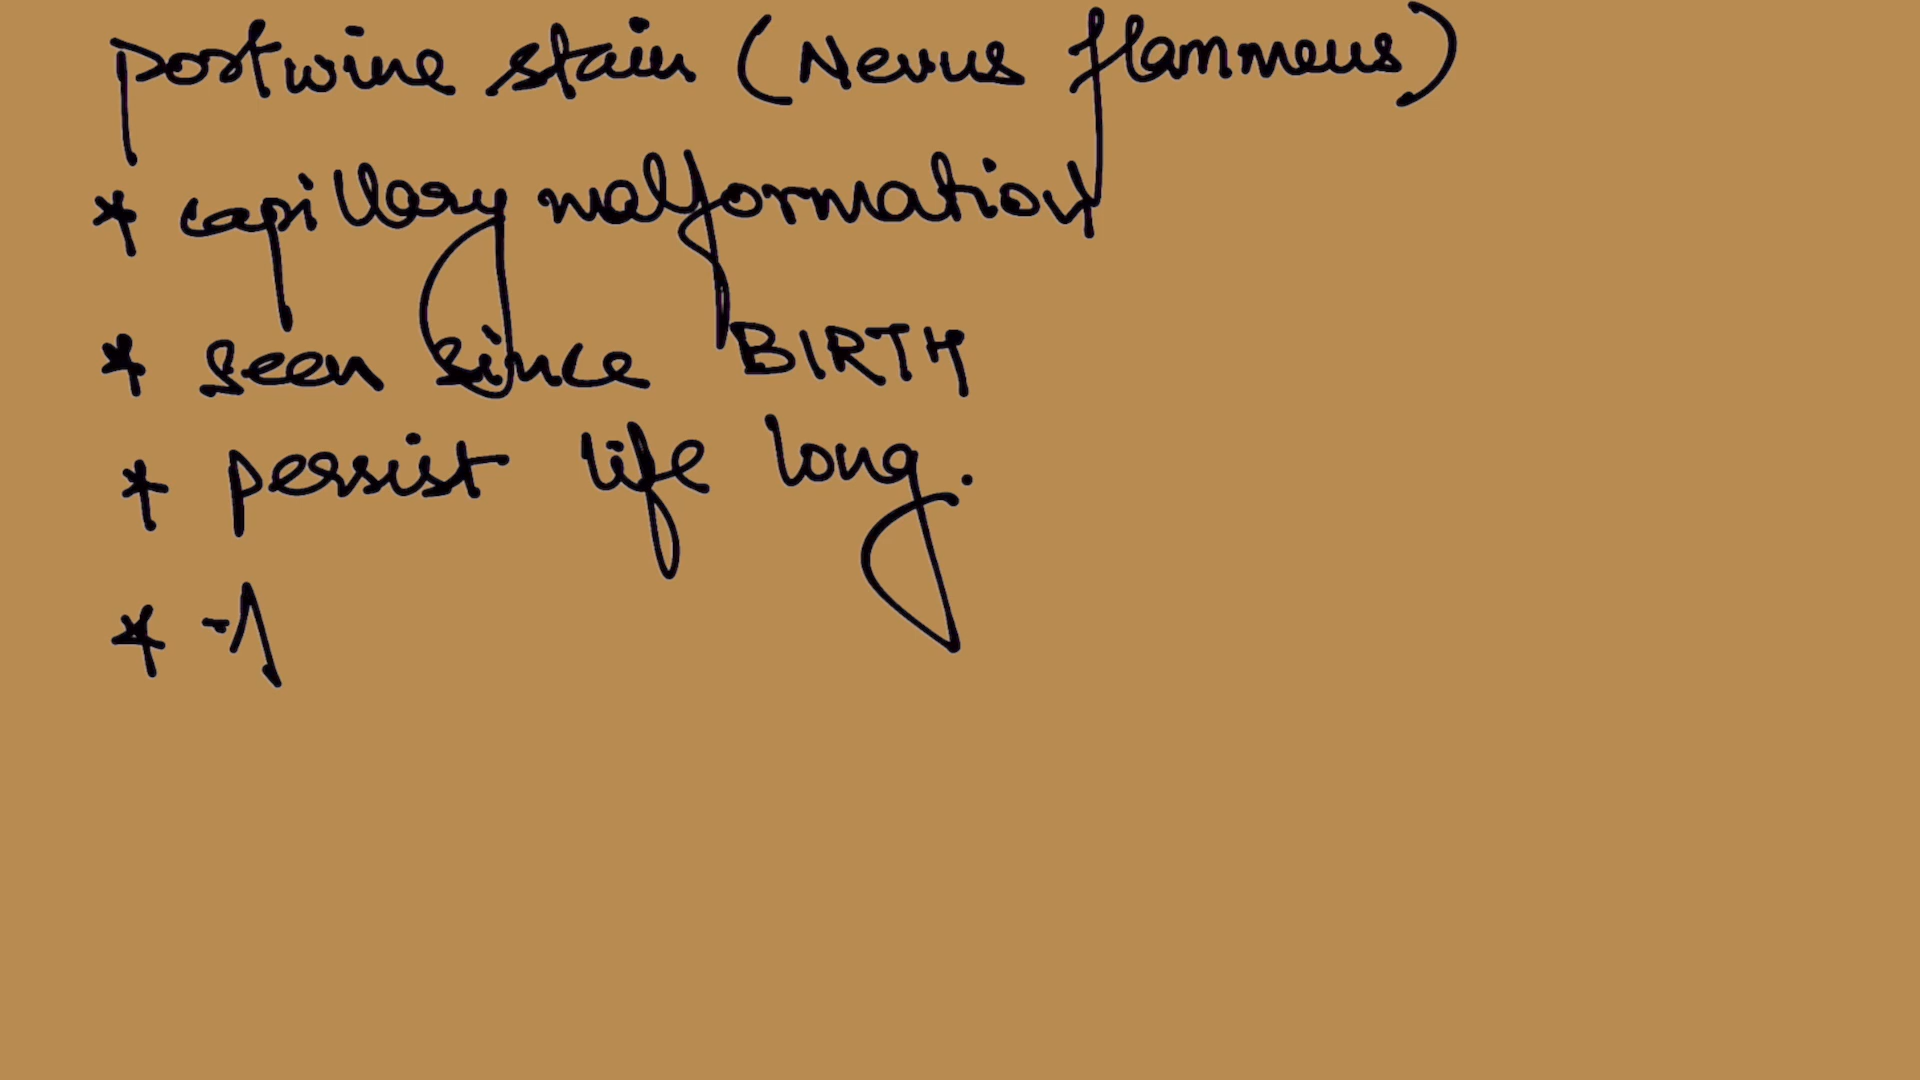 portwine stain (Nevus flammeus)
* capillary malformation
* seen since BIRTH
* persist life long.
*